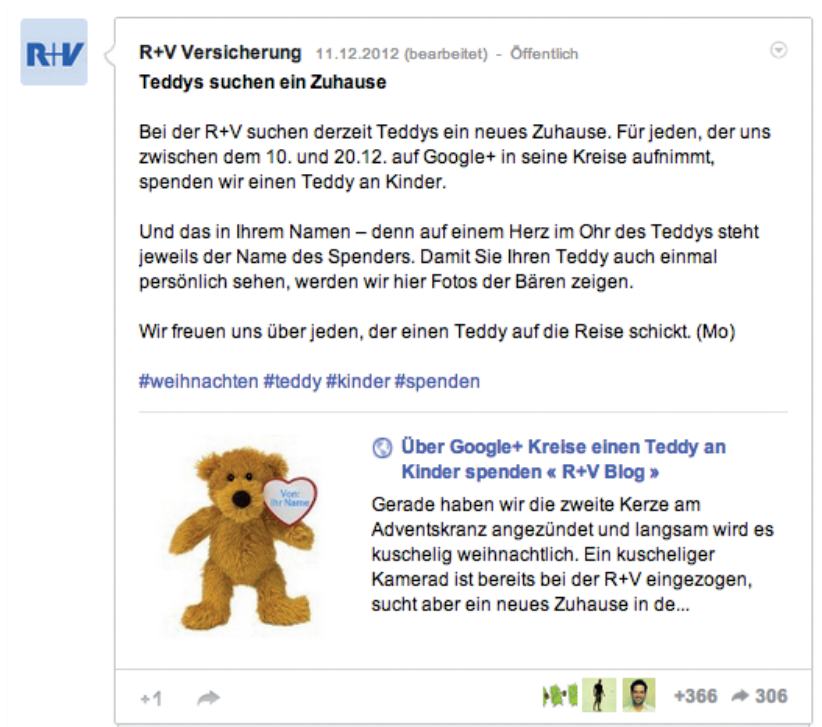 R+V
R+V Versicherung 11.12.2012 (bearbeitet) - Öffentlich
Teddys suchen ein Zuhause
Bei der R+V suchen derzeit Teddys ein neues Zuhause. Für jeden, der uns
zwischen dem 10. und 20.12. auf Google+ in seine Kreise aufnimmt,
spenden wir einen Teddy an Kinder.
Und das in Ihrem Namen – denn auf einem Herz im Ohr des Teddys steht
jeweils der Name des Spenders. Damit Sie Ihren Teddy auch einmal
persönlich sehen, werden wir hier Fotos der Bären zeigen.
Wir freuen uns über jeden, der einen Teddy auf die Reise schickt. (Mo)
#weihnachten #teddy #kinder #spenden
Von:
Ihr Name
Über Google+ Kreise einen Teddy an
Kinder spenden « R+V Blog »
Gerade haben wir die zweite Kerze am
Adventskranz angezündet und langsam wird es
kuschelig weihnachtlich. Ein kuscheliger
Kamerad ist bereits bei der R+V eingezogen,
sucht aber ein neues Zuhause in de...
+1 +366 306